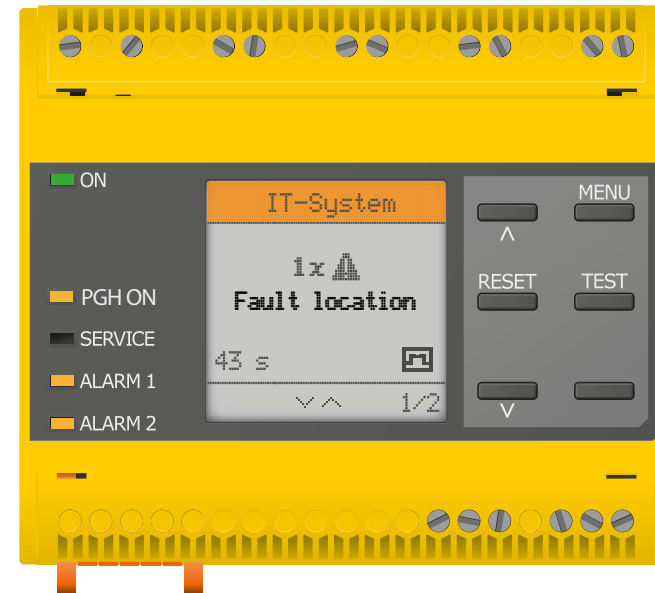 ON
PGH ON
SERVICE
ALARM 1
ALARM 2
IT-System
1x
Fault location
43 s
1/2
MENU
RESET
TEST